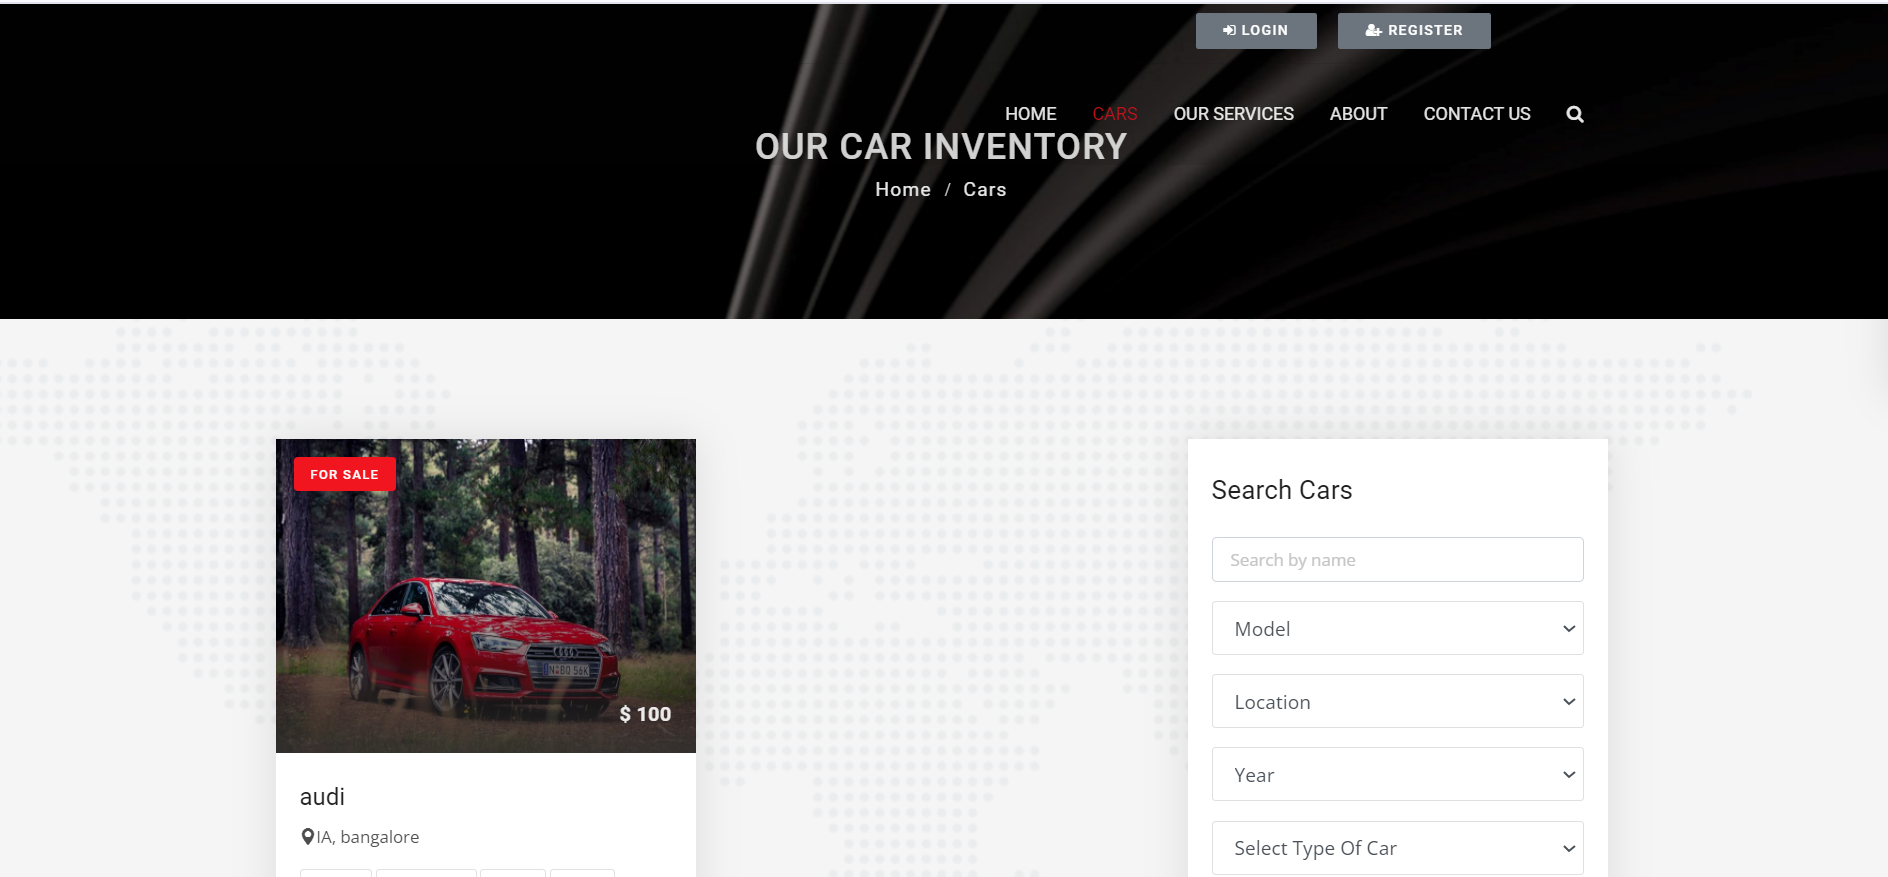 LOGIN
REGISTER
HOME
CARS
OUR SERVICES
ABOUT
CONTACT US
OUR CAR INVENTORY
Home / Cars
FOR SALE
$ 100
audi
IA, bangalore
Search Cars
Search by name
Model
Location
Year
Select Type Of Car